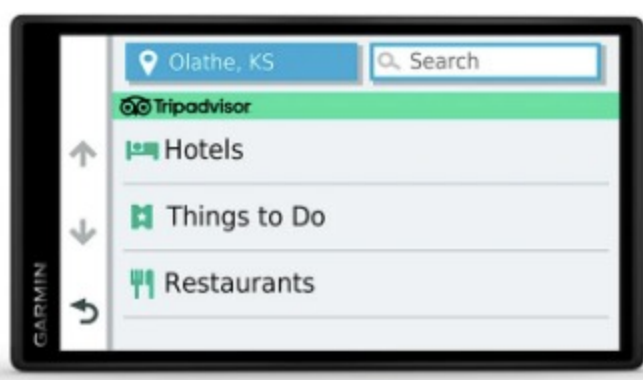 Olathe, KS
Search
Tripadvisor
Hotels
Things to Do
Restaurants
GARMIN